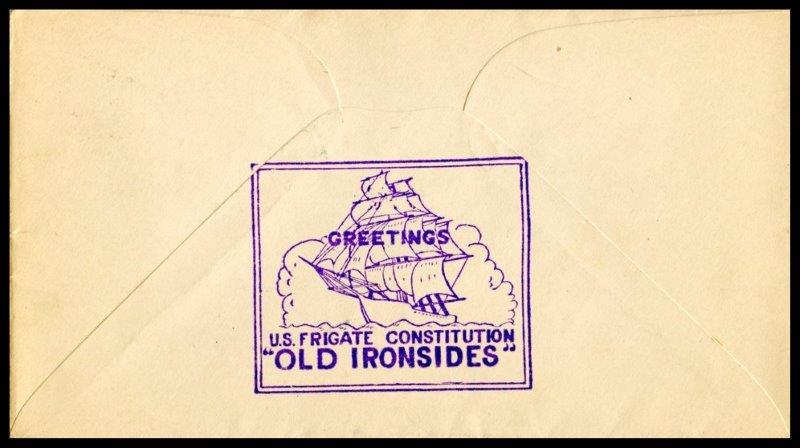 GREETINGS
U.S. FRIGATE CONSTITUTION
"OLD IRONSIDES"